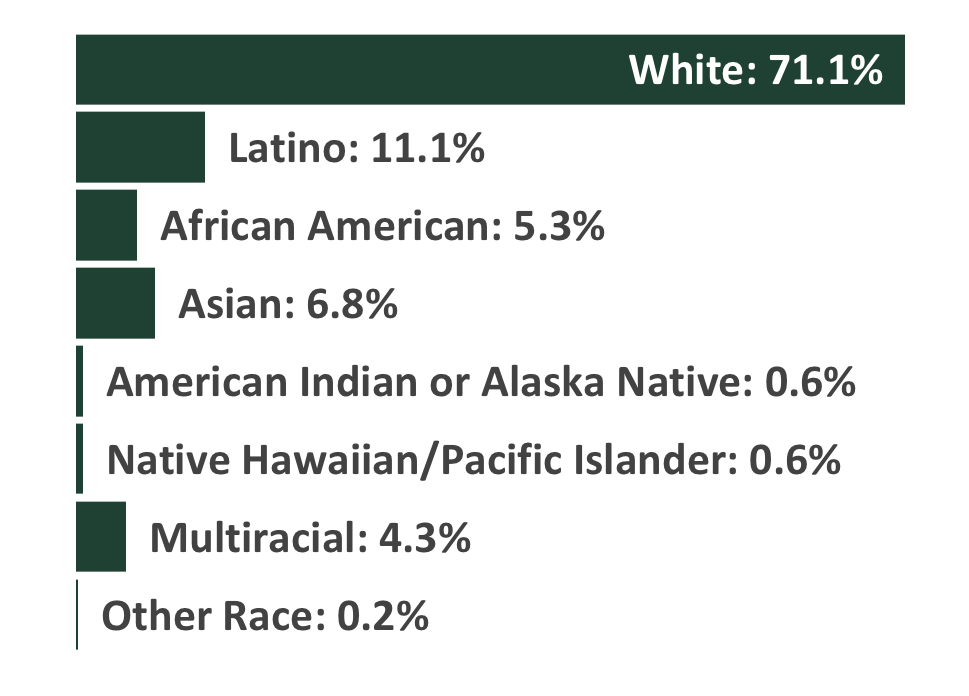 White: 71.1%
Latino: 11.1%
African American: 5.3%
Asian: 6.8%
American Indian or Alaska Native: 0.6%
Native Hawaiian/Pacific Islander: 0.6%
Multiracial: 4.3%
Other Race: 0.2%